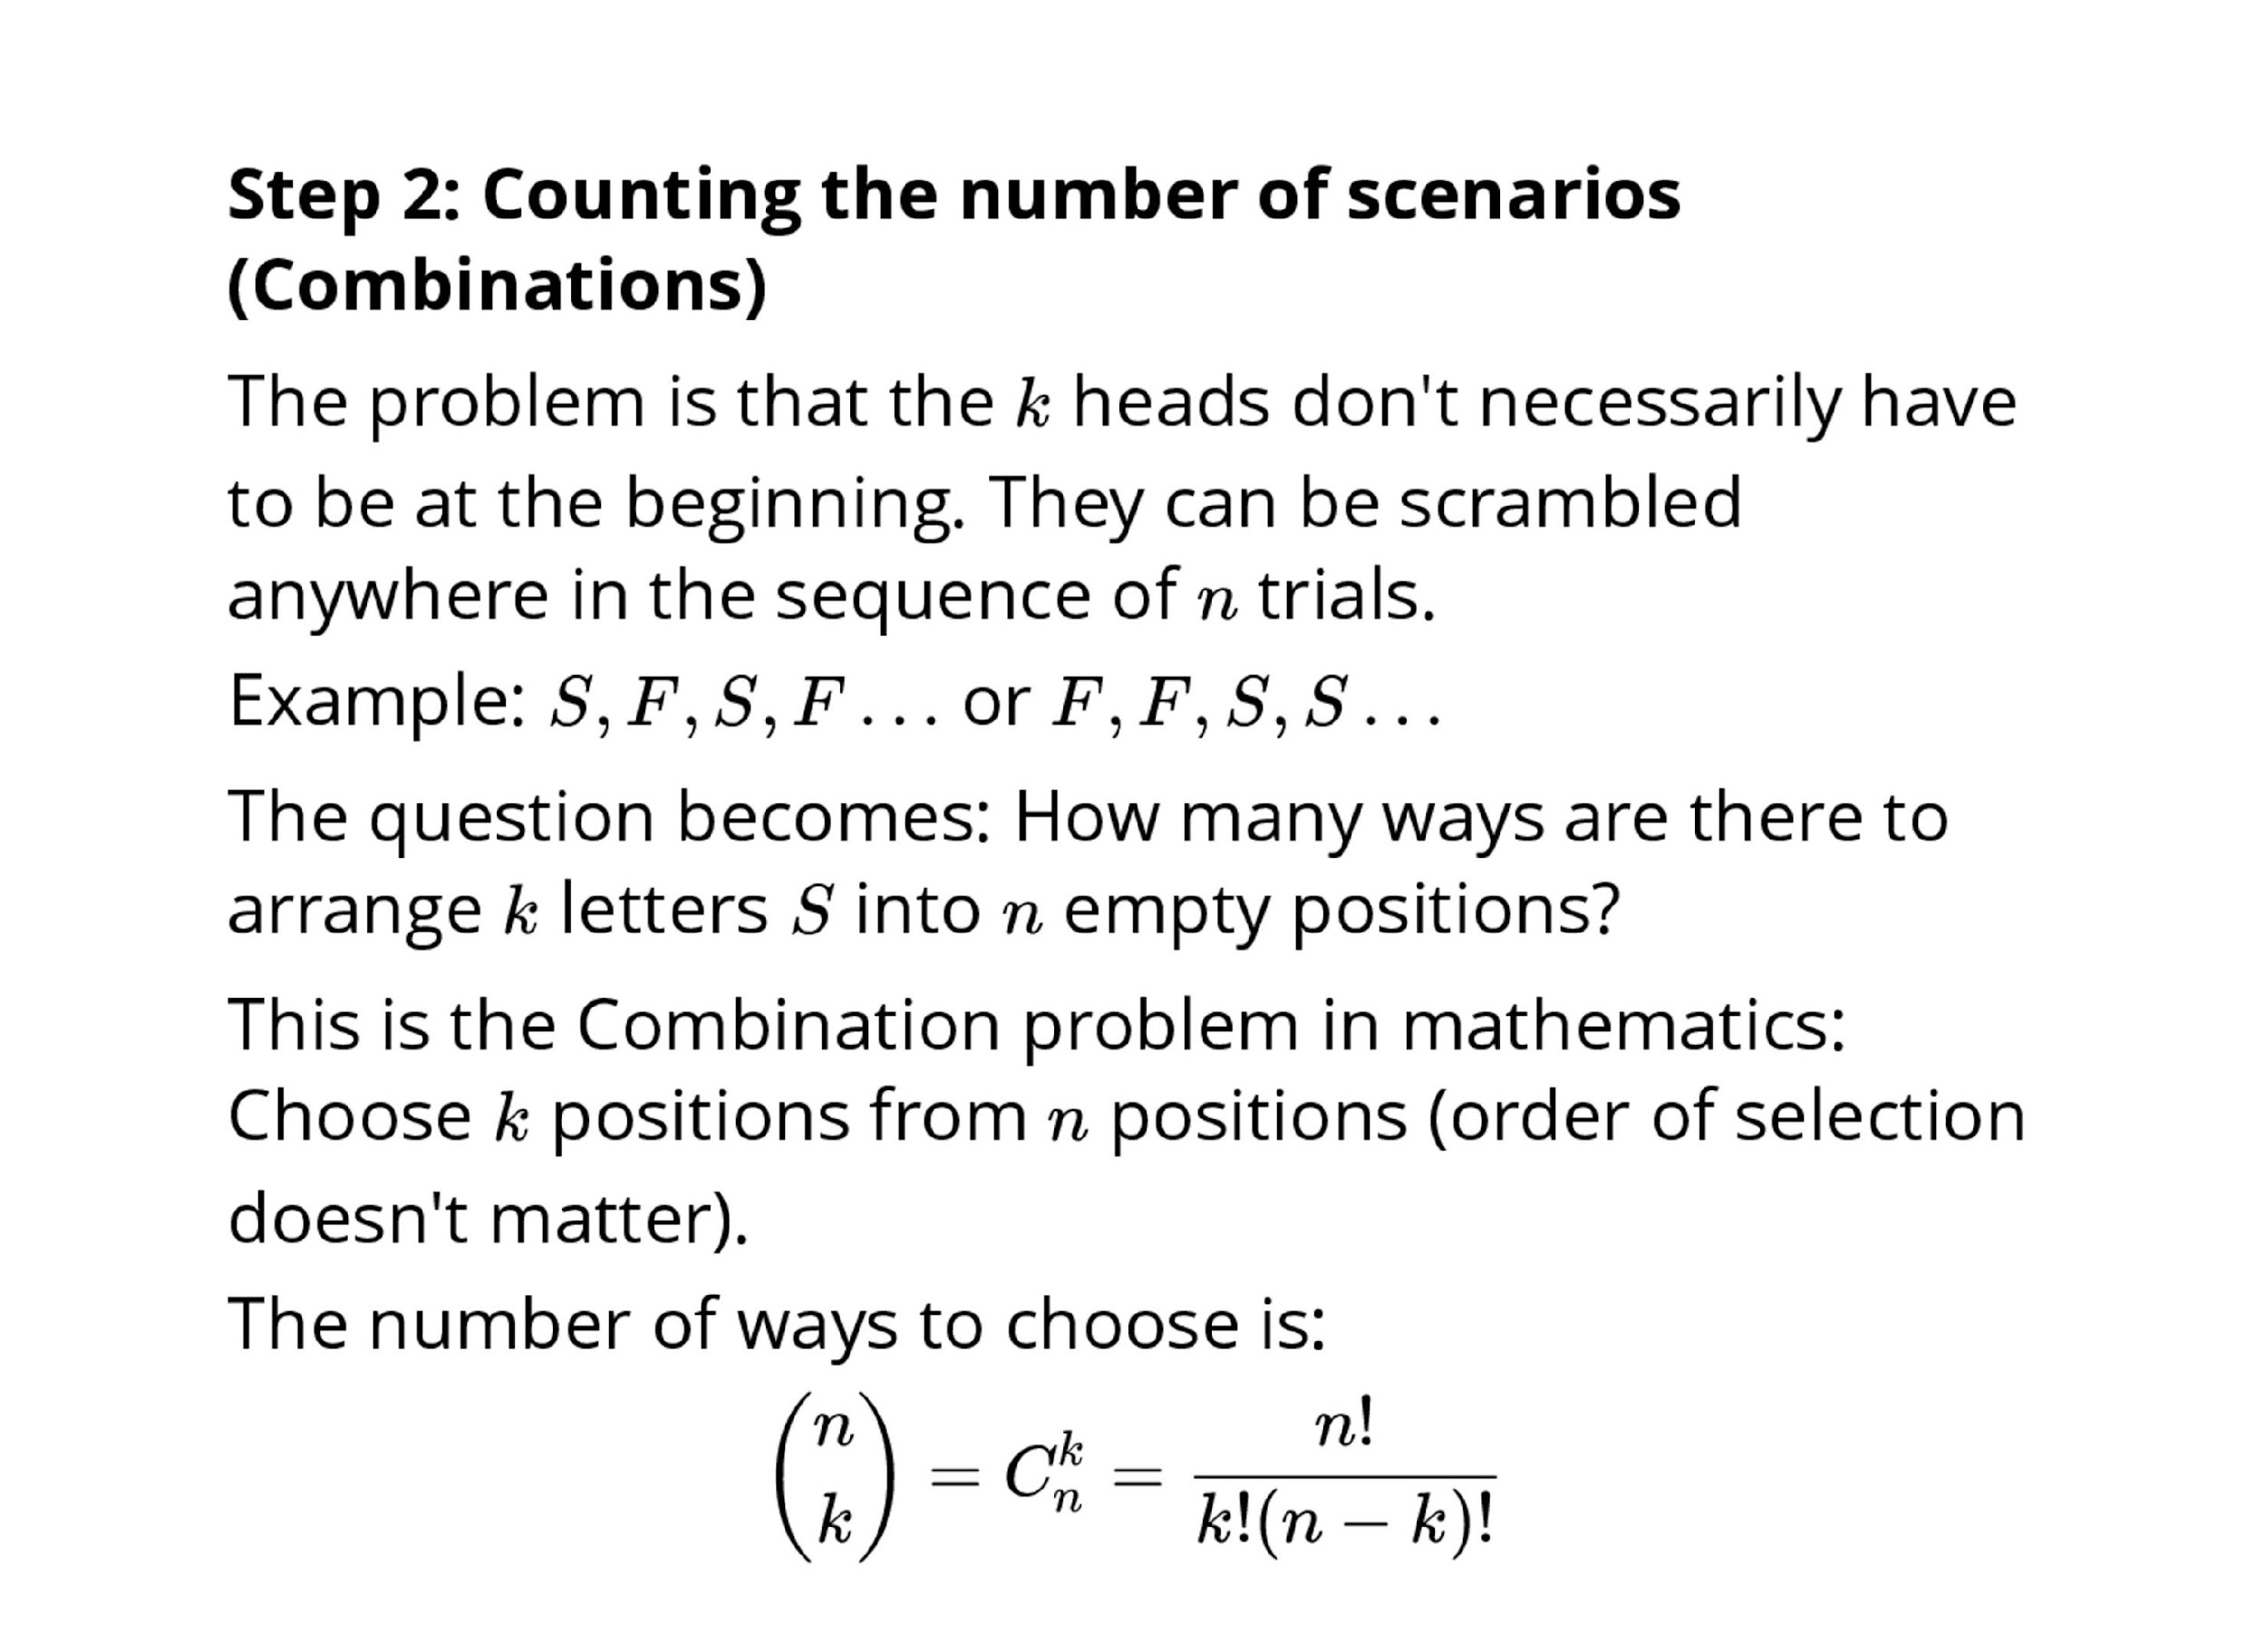 Step 2: Counting the number of scenarios
(Combinations)
The problem is that the k heads don't necessarily have
to be at the beginning. They can be scrambled
anywhere in the sequence of n trials.
Example: S, F, S, F... or F, F, S, S...
The question becomes: How many ways are there to
arrange k letters S into n empty positions?
This is the Combination problem in mathematics:
Choose k positions from n positions (order of selection
doesn't matter).
The number of ways to choose is:
$\binom{n}{k} = C_n^k = \frac{n!}{k!(n-k)!}$